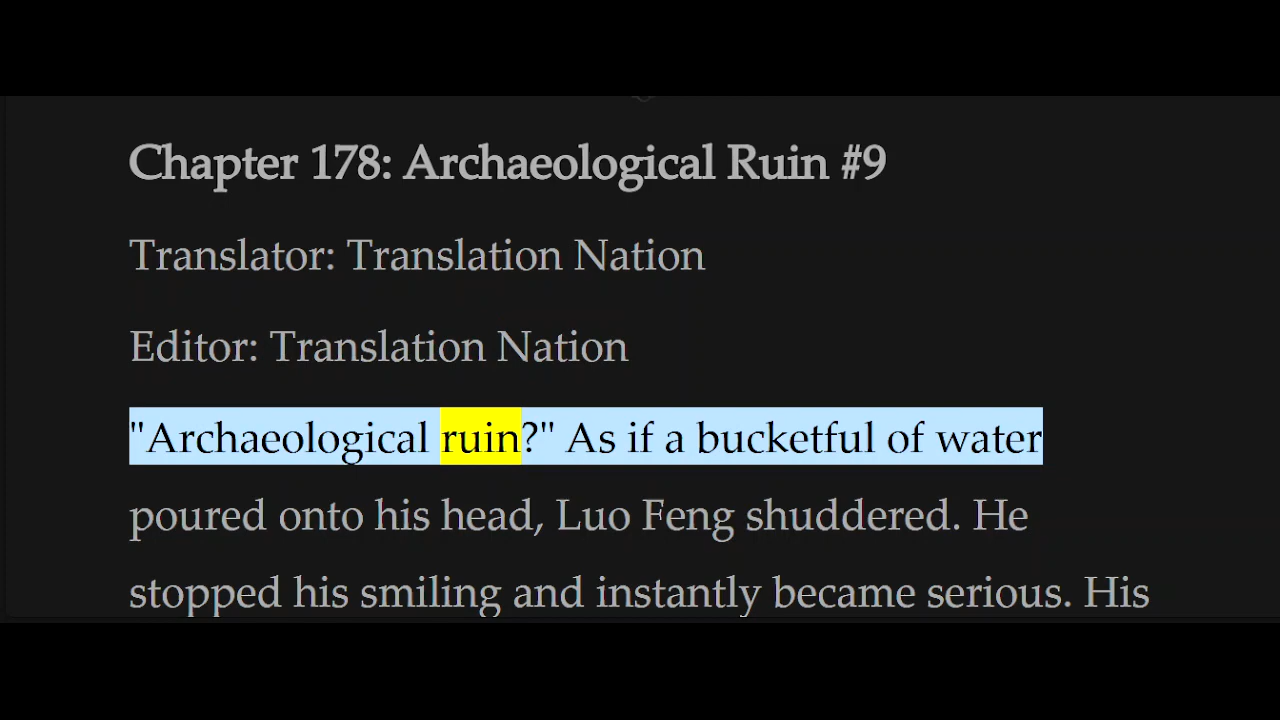 Chapter 178: Archaeological Ruin #9
Translator: Translation Nation
Editor: Translation Nation
"Archaeological ruin?" As if a bucketful of water
poured onto his head, Luo Feng shuddered. He
stopped his smiling and instantly became serious. His